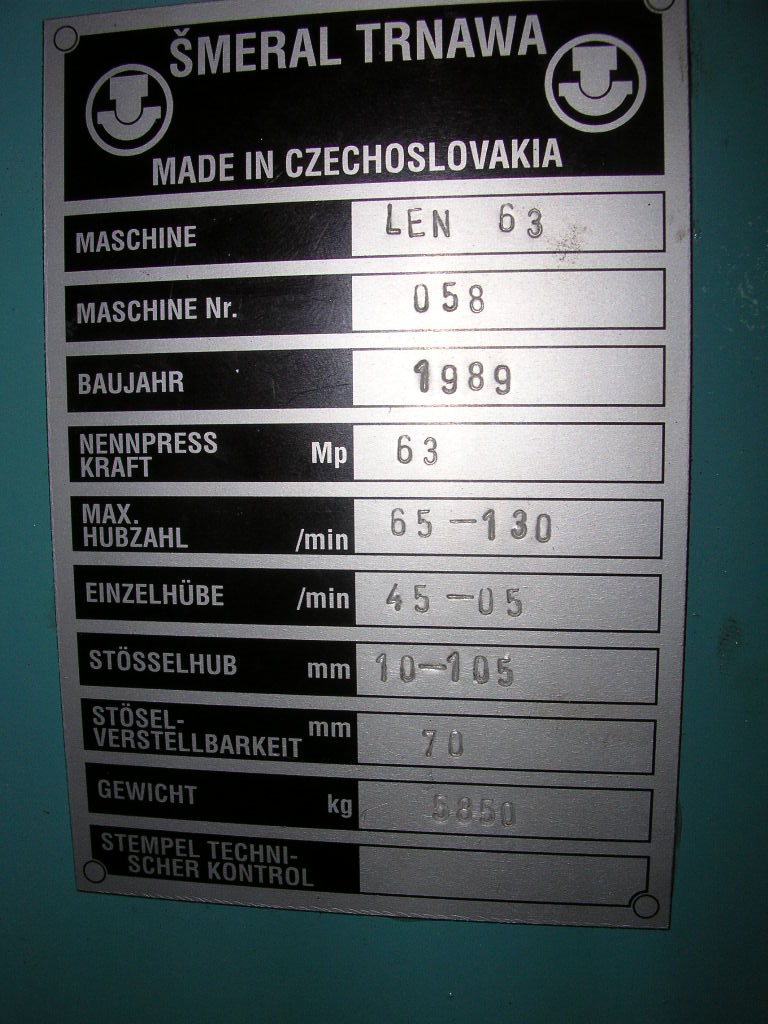 ŠMERAL TRNAWA
MADE IN CZECHOSLOVAKIA
MASCHINE LEN 63
MASCHINE Nr. 058
BAUJAHR 1989
NENNPRESS
KRAFT Mp 63
MAX.
HUBZAHL /min 65-130
EINZELHÜBE /min 45-05
STÖSSELHUB mm 10-105
STÖSEL- mm
VERSTELLBARKEIT 70
GEWICHT kg 5850
STEMPEL TECHNI-
SCHER KONTROL